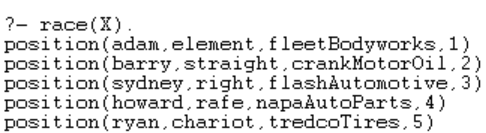 ?- race(X).
position(adam,element,fleetBodyworks,1)
position(barry,straight,crankMotorOil,2)
position(sydney,right,flashAutomotive,3)
position(howard,rafe,napaAutoParts,4)
position(ryan,chariot,tredcoTires,5)